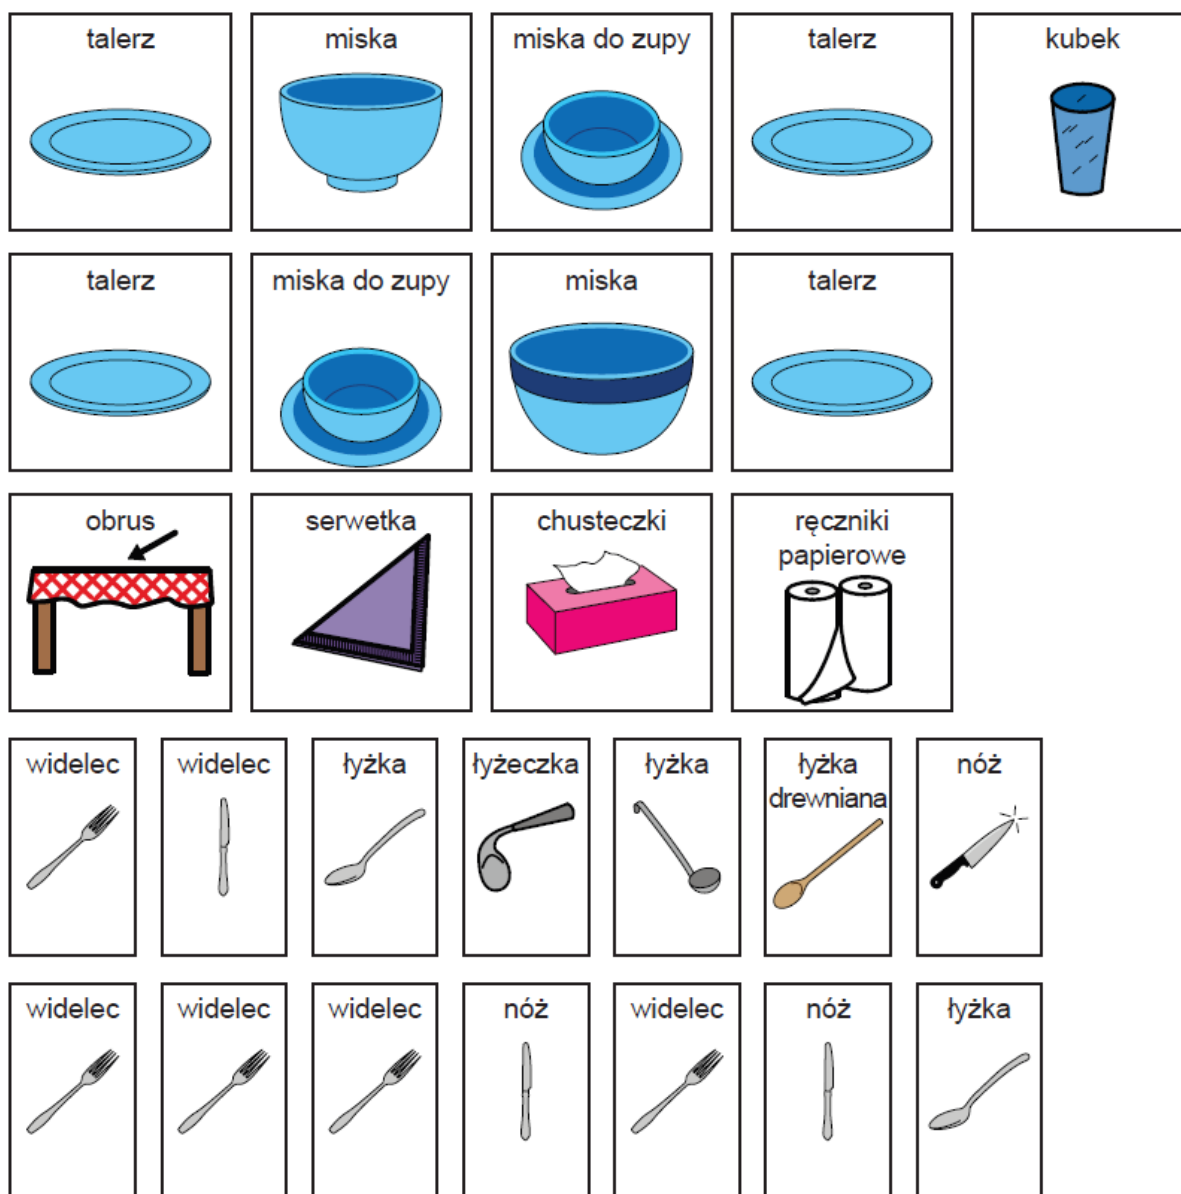 talerz
miska
miska do zupy
talerz
kubek
talerz
miska do zupy
miska
talerz
obrus
serwetka
chusteczki
ręczniki
papierowe
widelec
widelec
łyżka
łyżeczka
łyżka
łyżka
drewniana
nóż
widelec
widelec
widelec
nóż
widelec
nóż
łyżka